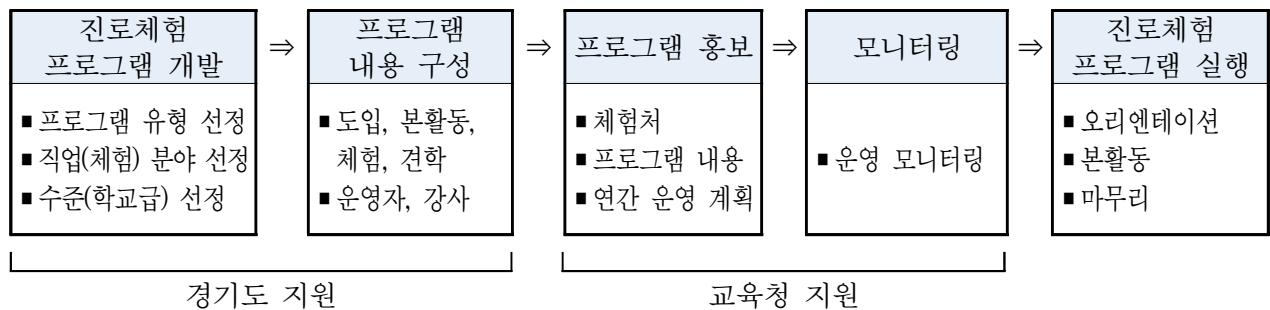 진로체험
프로그램 개발
■ 프로그램 유형 선정
■ 직업(체험) 분야 선정
■ 수준(학교급) 선정
⇒
프로그램
내용 구성
■ 도입, 본활동,
체험, 견학
■ 운영자, 강사
⇒
프로그램 홍보
■ 체험처
■ 프로그램 내용
■ 연간 운영 계획
⇒
모니터링
■ 운영 모니터링
⇒
진로체험
프로그램 실행
■ 오리엔테이션
■ 본활동
■ 마무리
경기도 지원
교육청 지원